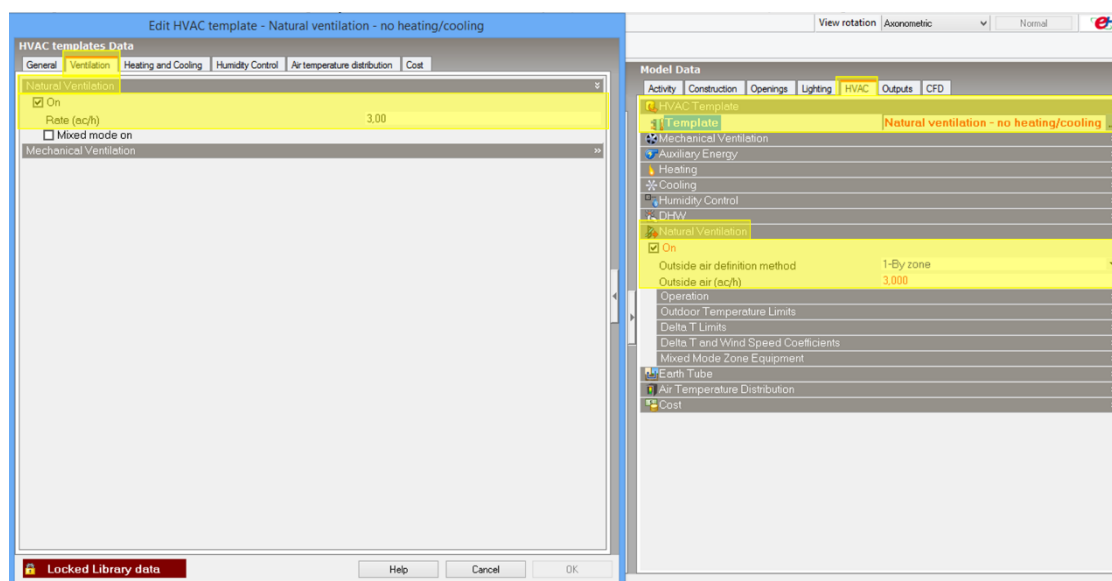 Edit HVAC template - Natural ventilation - no heating/cooling
HVAC templates Data
General Ventilation Heating and Cooling Humidity Control Air temperature distribution Cost
Natural Ventilation
On
Rate (ac/h) 3,00
Mixed mode on
Mechanical Ventilation
Locked Library data
Help Cancel OK
View rotation Axonometric Normal
Model Data
Activity Construction Openings Lighting HVAC Outputs CFD
HVAC Template
Template Natural ventilation - no heating/cooling
Mechanical Ventilation
Auxiliary Energy
Heating
Cooling
Humidity Control
DHW
Natural Ventilation
On
Outside air definition method 1-By zone
Outside air (ac/h) 3,000
Operation
Outdoor Temperature Limits
Delta T Limits
Delta T and Wind Speed Coefficients
Mixed Mode Zone Equipment
Earth Tube
Air Temperature Distribution
Cost